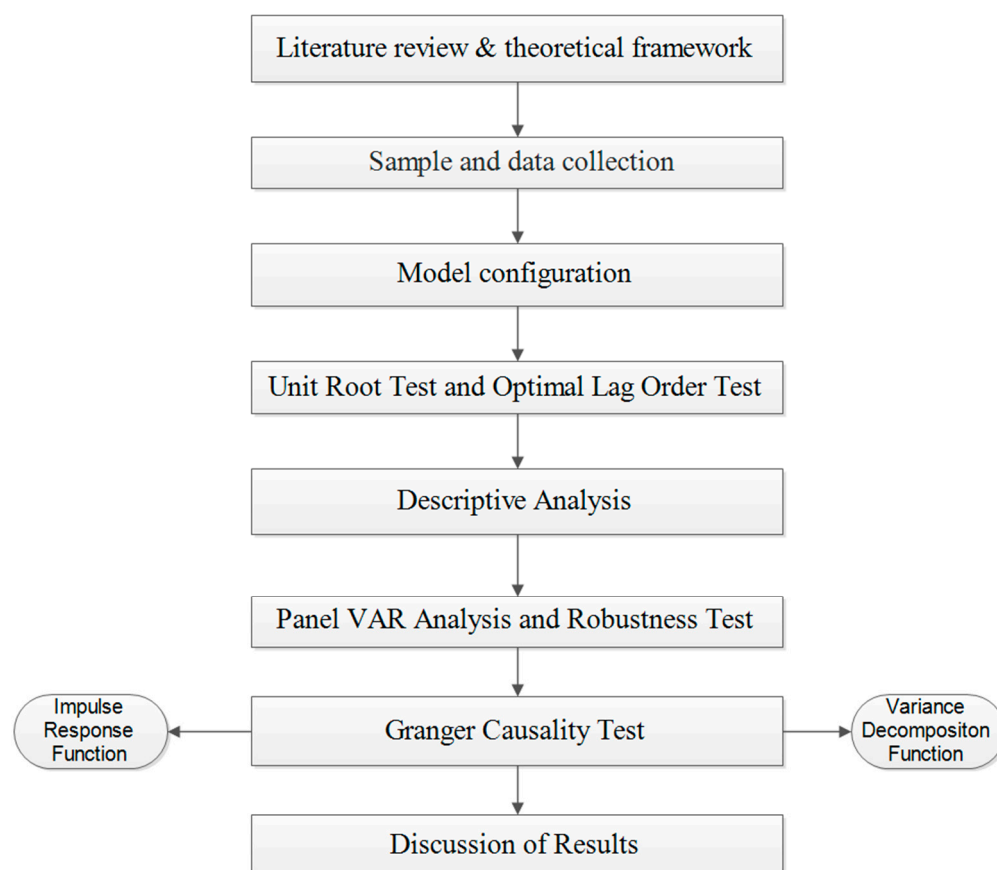 Literature review & theoretical framework
Sample and data collection
Model configuration
Unit Root Test and Optimal Lag Order Test
Descriptive Analysis
Panel VAR Analysis and Robustness Test
Impulse
Response
Function
Granger Causality Test
Variance
Decompositon
Function
Discussion of Results